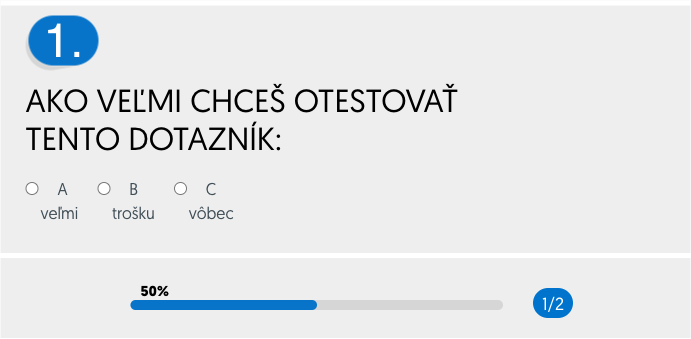 1.
AKO VEĽMI CHCEŠ OTESTOVAŤ
TENTO DOTAZNÍK:
A B C
veľmi trošku vôbec
50%
1/2